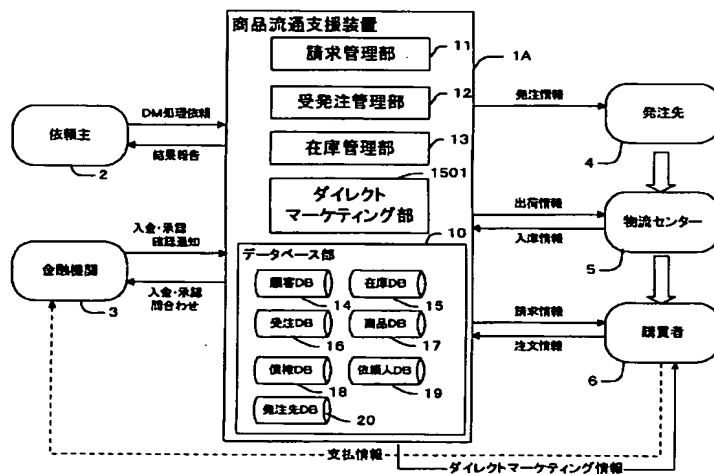 商品流通支援装置
請求管理部
11
1A
受発注管理部
12
在庫管理部
13
1501
ダイレクト
マーケティング部
10
データベース部
顧客DB
14
在庫DB
15
受注DB
16
商品DB
17
債権DB
18
依頼人DB
19
発注先DB
20
依頼主
2
DM処理依頼
結果報告
金融機関
3
入金・承認
確認通知
入金・承認
問合わせ
発注情報
発注先
4
出荷情報
入庫情報
物流センター
5
請求情報
注文情報
購買者
6
支払情報
ダイレクトマーケティング情報